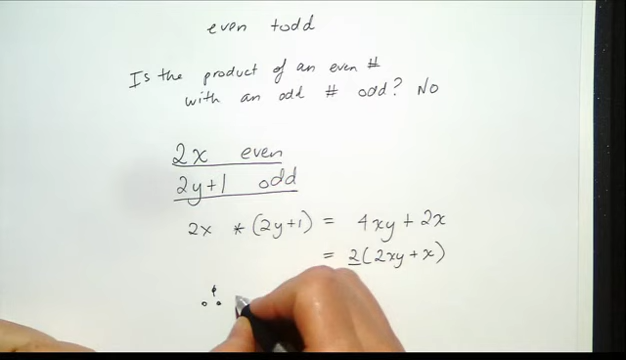 even todd
Is the product of an even #
with an odd # odd? No
2x even
2y+1 odd
2x * (2y+1) = 4xy + 2x
= 2(2xy + x)
∴